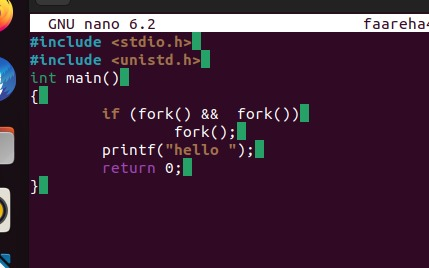 GNU nano 6.2 faareha4
#include <stdio.h>
#include <unistd.h>
int main()
{
if (fork() &&  fork())
fork();
printf("hello ");
return 0;
}